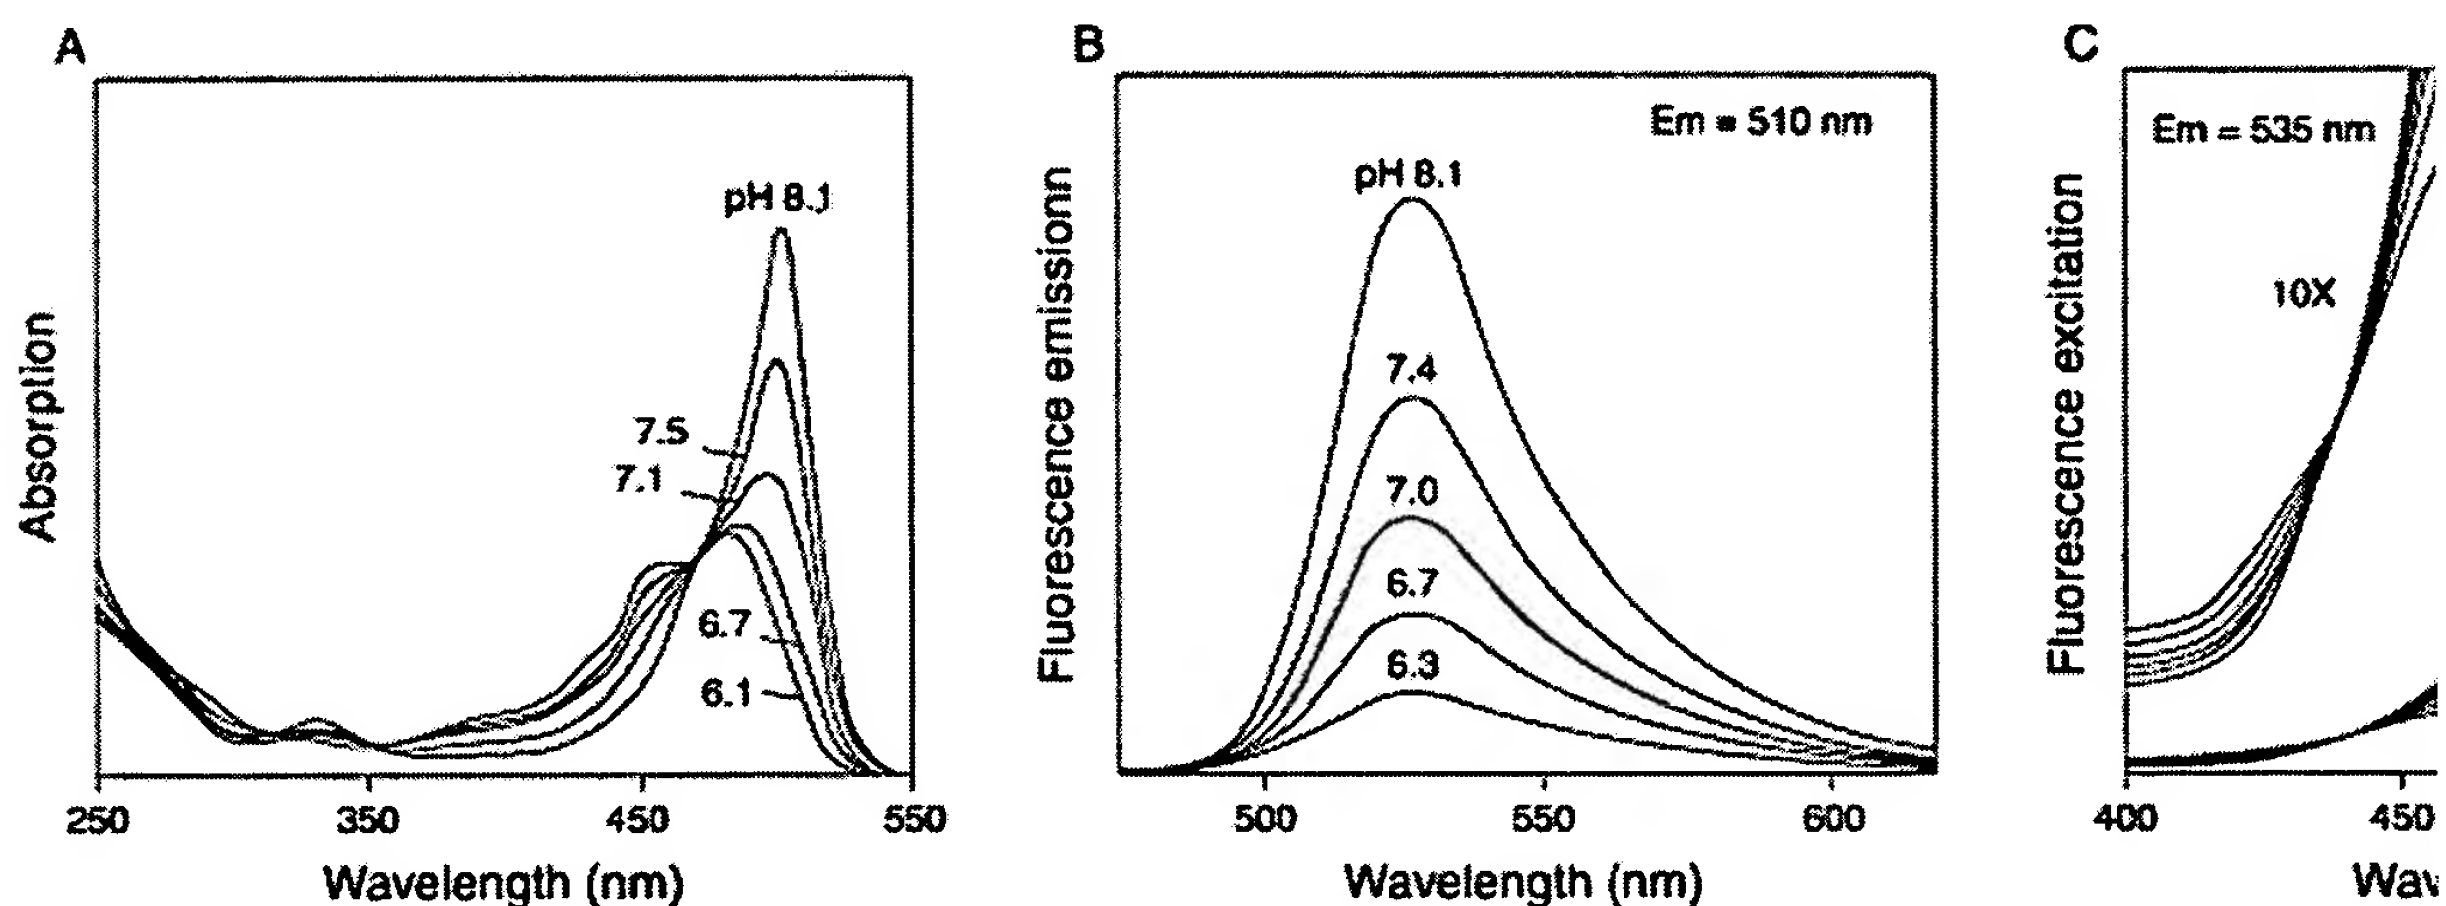 A
Absorption
pH 8.1
7.5
7.1
6.7
6.1
250 350 450 550
Wavelength (nm)
B
Fluorescence emissionn
Em = 510 nm
pH 8.1
7.4
7.0
6.7
6.3
500 550 600
Wavelength (nm)
C
Fluorescence excitation
Em = 535 nm
10X
400 450
Wav